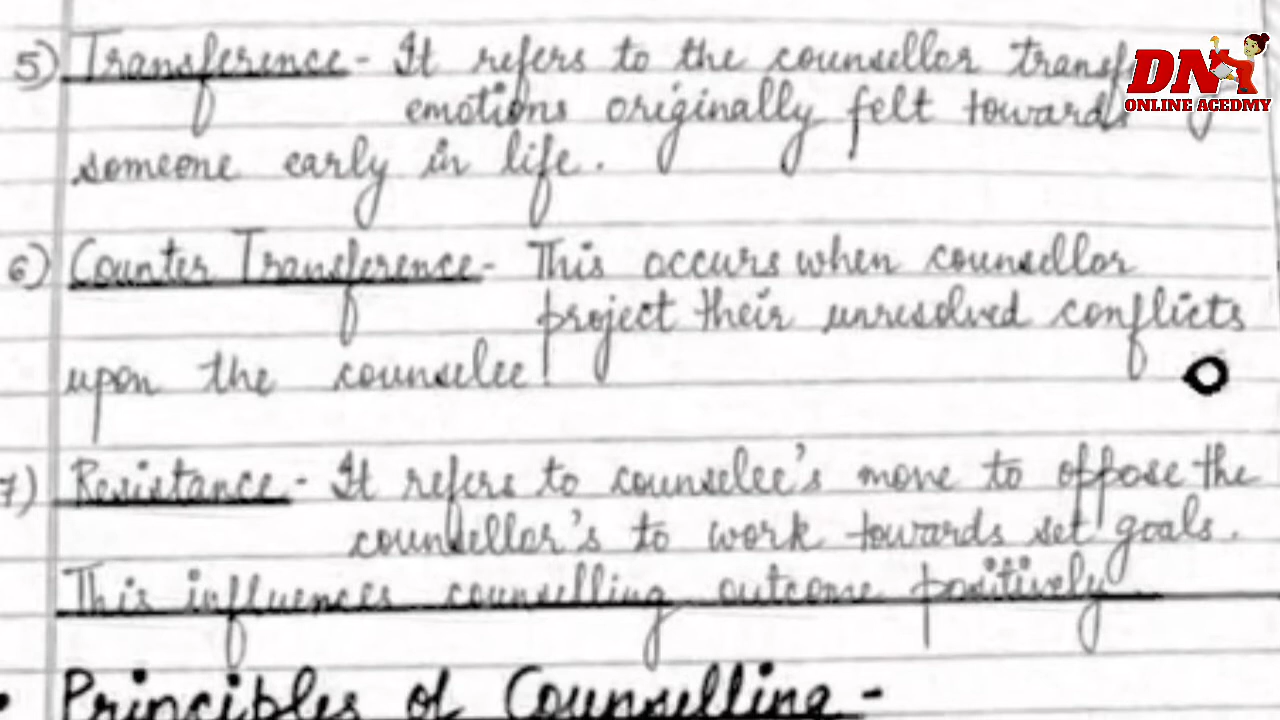 5) Transference - It refers to the counsellor transf
emotions originally felt towards
someone early in life.
6) Counter Transference - This occurs when counsellor
project their unresolved conflicts
upon the counselee.
7) Resistance - It refers to counselee's move to oppose the
counsellor's to work towards set goals.
This influences counselling outcome positively
• Principles of Counselling -
DN
ONLINE ACEDMY